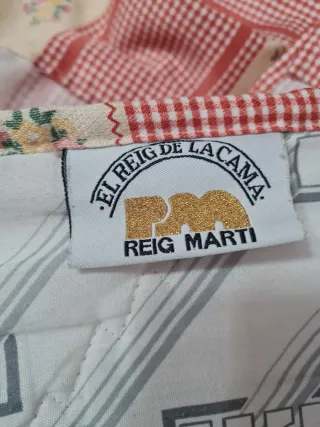 ·EL REIG DE LA CAMA·
RM
REIG MARTI